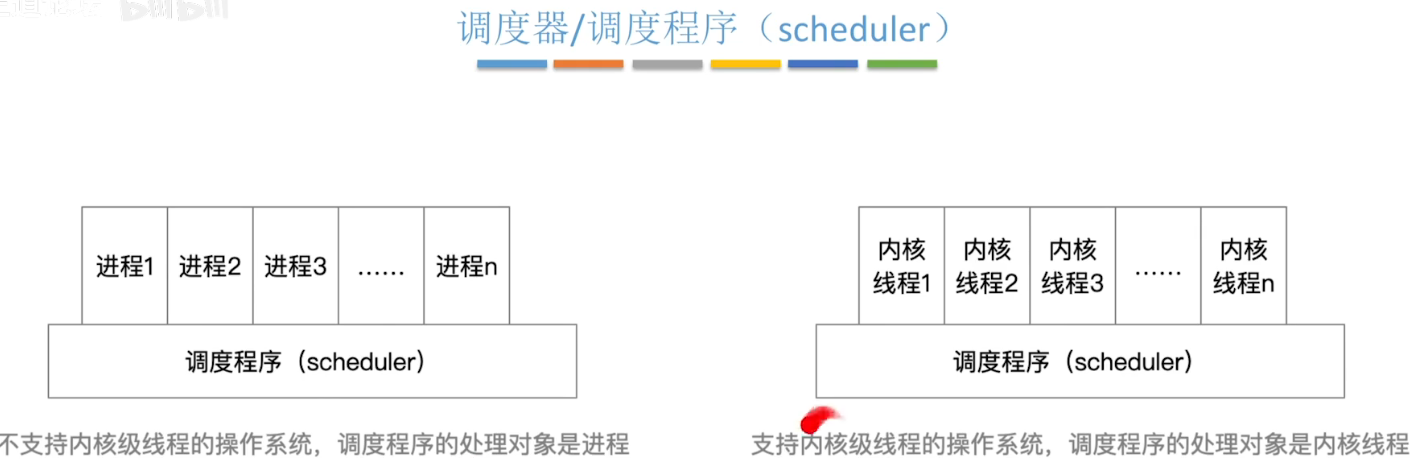 调度器/调度程序（scheduler）
进程1
进程2
进程3
……
进程n
调度程序（scheduler）
不支持内核级线程的操作系统，调度程序的处理对象是进程
内核
线程1
内核
线程2
内核
线程3
……
内核
线程n
调度程序（scheduler）
支持内核级线程的操作系统，调度程序的处理对象是内核线程